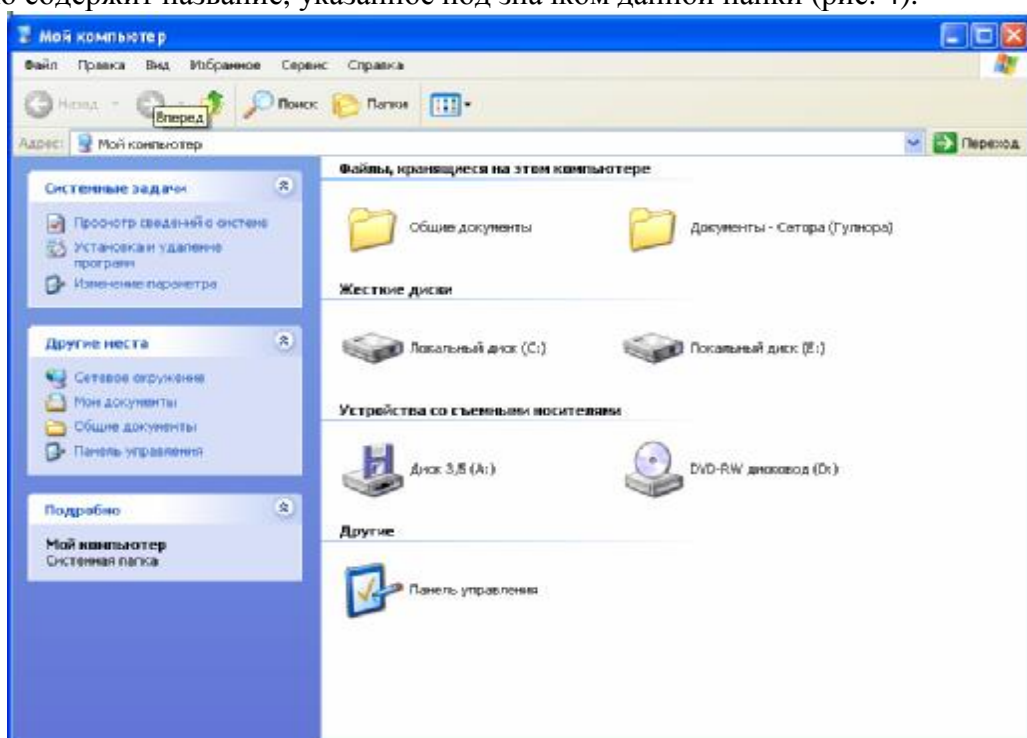 о содержит название, указанное под значком данной папки (рис. 4).
Мой компьютер
Файл Правка Вид Избранное Сервис Справка
Назад Поиск Папки
Вперед
Адрес: Мой компьютер Переход
Файлы, хранящиеся на этом компьютере
Системные задачи
Просмотр сведений о системе
Установка и удаление
программ
Изменение параметра
Общие документы Документы - Сетора (Гулнора)
Жесткие диски
Локальный диск (C:) Локальный диск (E:)
Другие места
Сетевое окружение
Мои документы
Общие документы
Панель управления
Устройства со съемными носителями
Диск 3,5 (A:) DVD-RW дисковод (D:)
Подробно
Мой компьютер
Системная папка
Другие
Панель управления